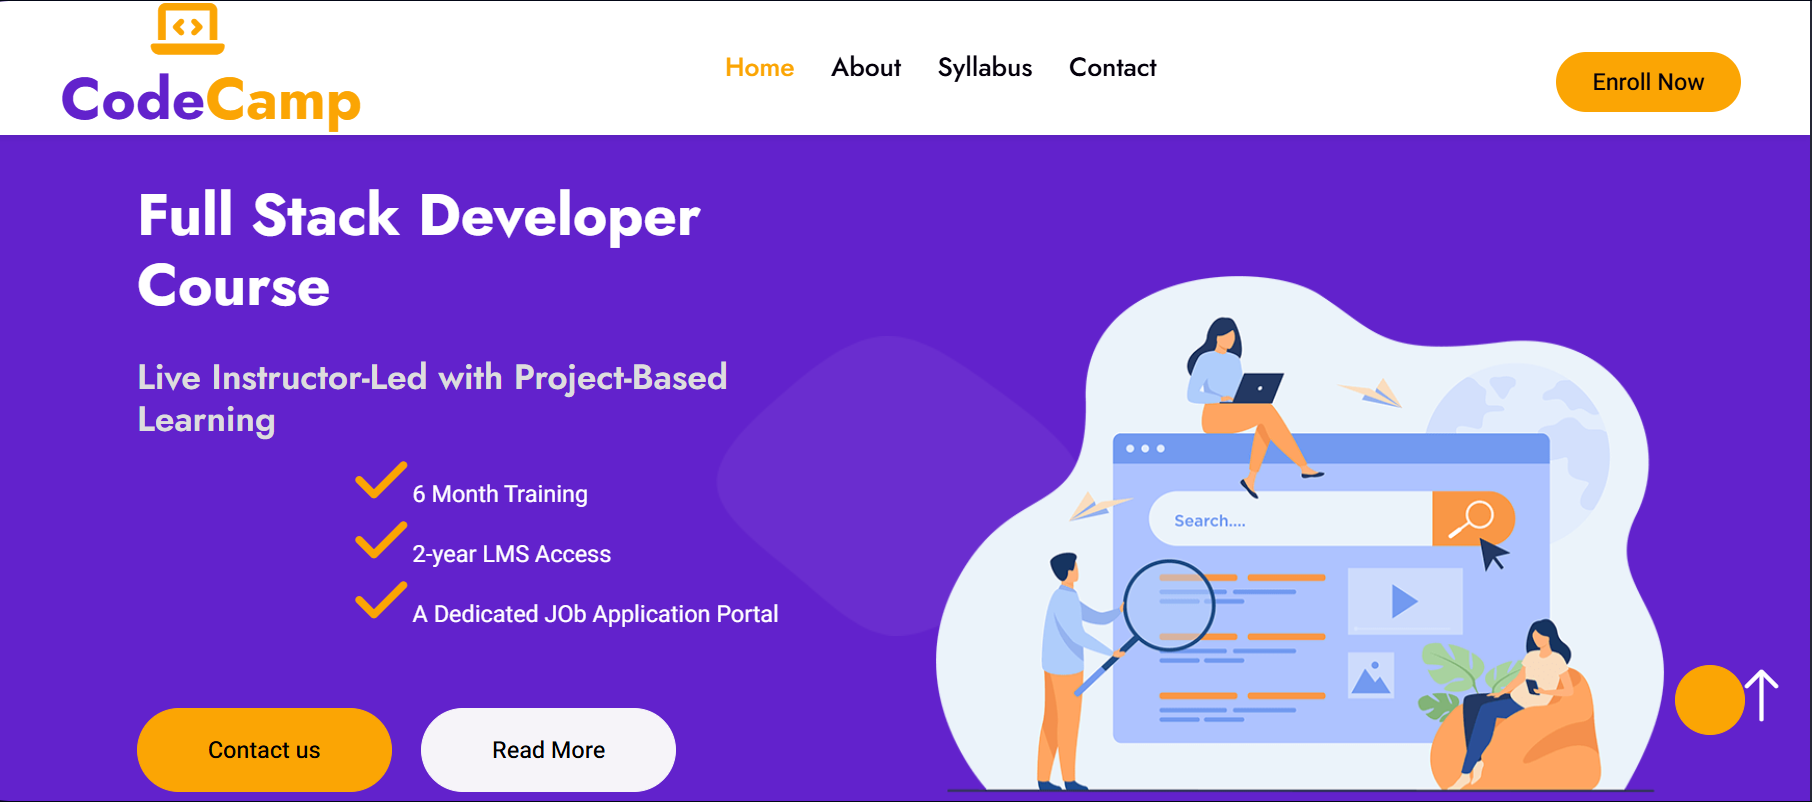 CodeCamp
Home About Syllabus Contact
Enroll Now
Full Stack Developer
Course
Live Instructor-Led with Project-Based
Learning
6 Month Training
2-year LMS Access
A Dedicated JOb Application Portal
Contact us
Read More
Search....